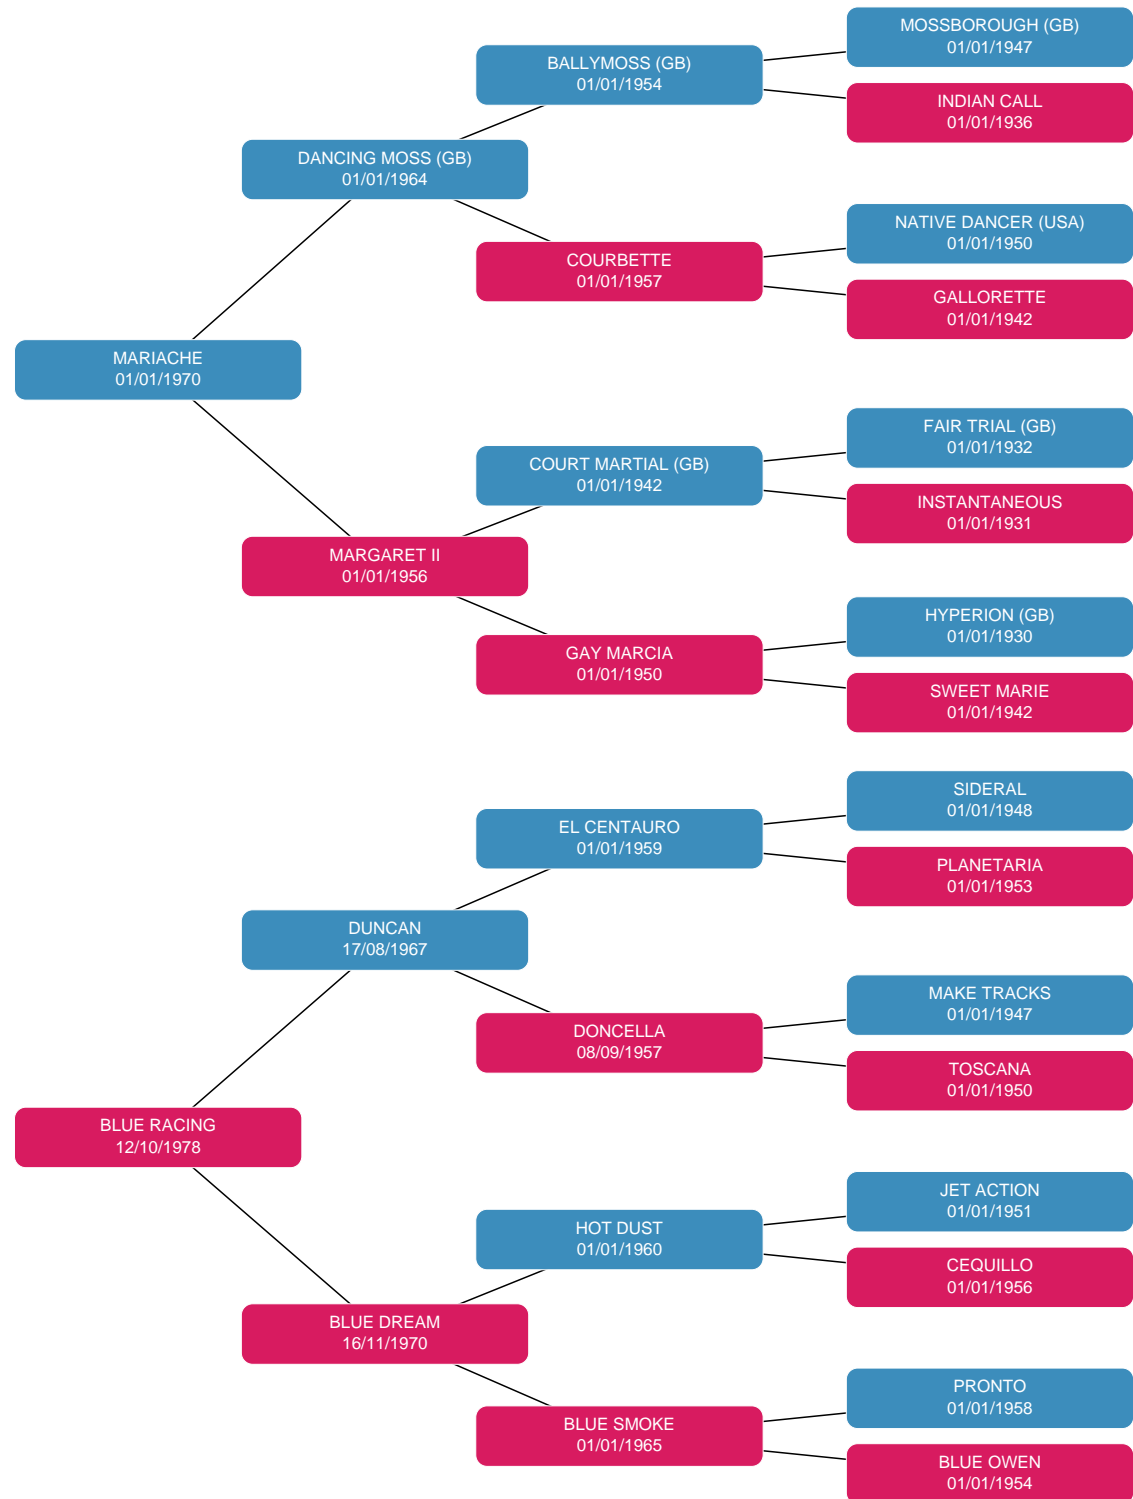 MOSSBOROUGH (GB)
01/01/1947
BALLYMOSS (GB)
01/01/1954
INDIAN CALL
01/01/1936
DANCING MOSS (GB)
01/01/1964
NATIVE DANCER (USA)
01/01/1950
COURBETTE
01/01/1957
GALLORETTE
01/01/1942
MARIACHE
01/01/1970
FAIR TRIAL (GB)
01/01/1932
COURT MARTIAL (GB)
01/01/1942
INSTANTANEOUS
01/01/1931
MARGARET II
01/01/1956
HYPERION (GB)
01/01/1930
GAY MARCIA
01/01/1950
SWEET MARIE
01/01/1942
SIDERAL
01/01/1948
EL CENTAURO
01/01/1959
PLANETARIA
01/01/1953
DUNCAN
17/08/1967
MAKE TRACKS
01/01/1947
DONCELLA
08/09/1957
TOSCANA
01/01/1950
BLUE RACING
12/10/1978
JET ACTION
01/01/1951
HOT DUST
01/01/1960
CEQUILLO
01/01/1956
BLUE DREAM
16/11/1970
PRONTO
01/01/1958
BLUE SMOKE
01/01/1965
BLUE OWEN
01/01/1954